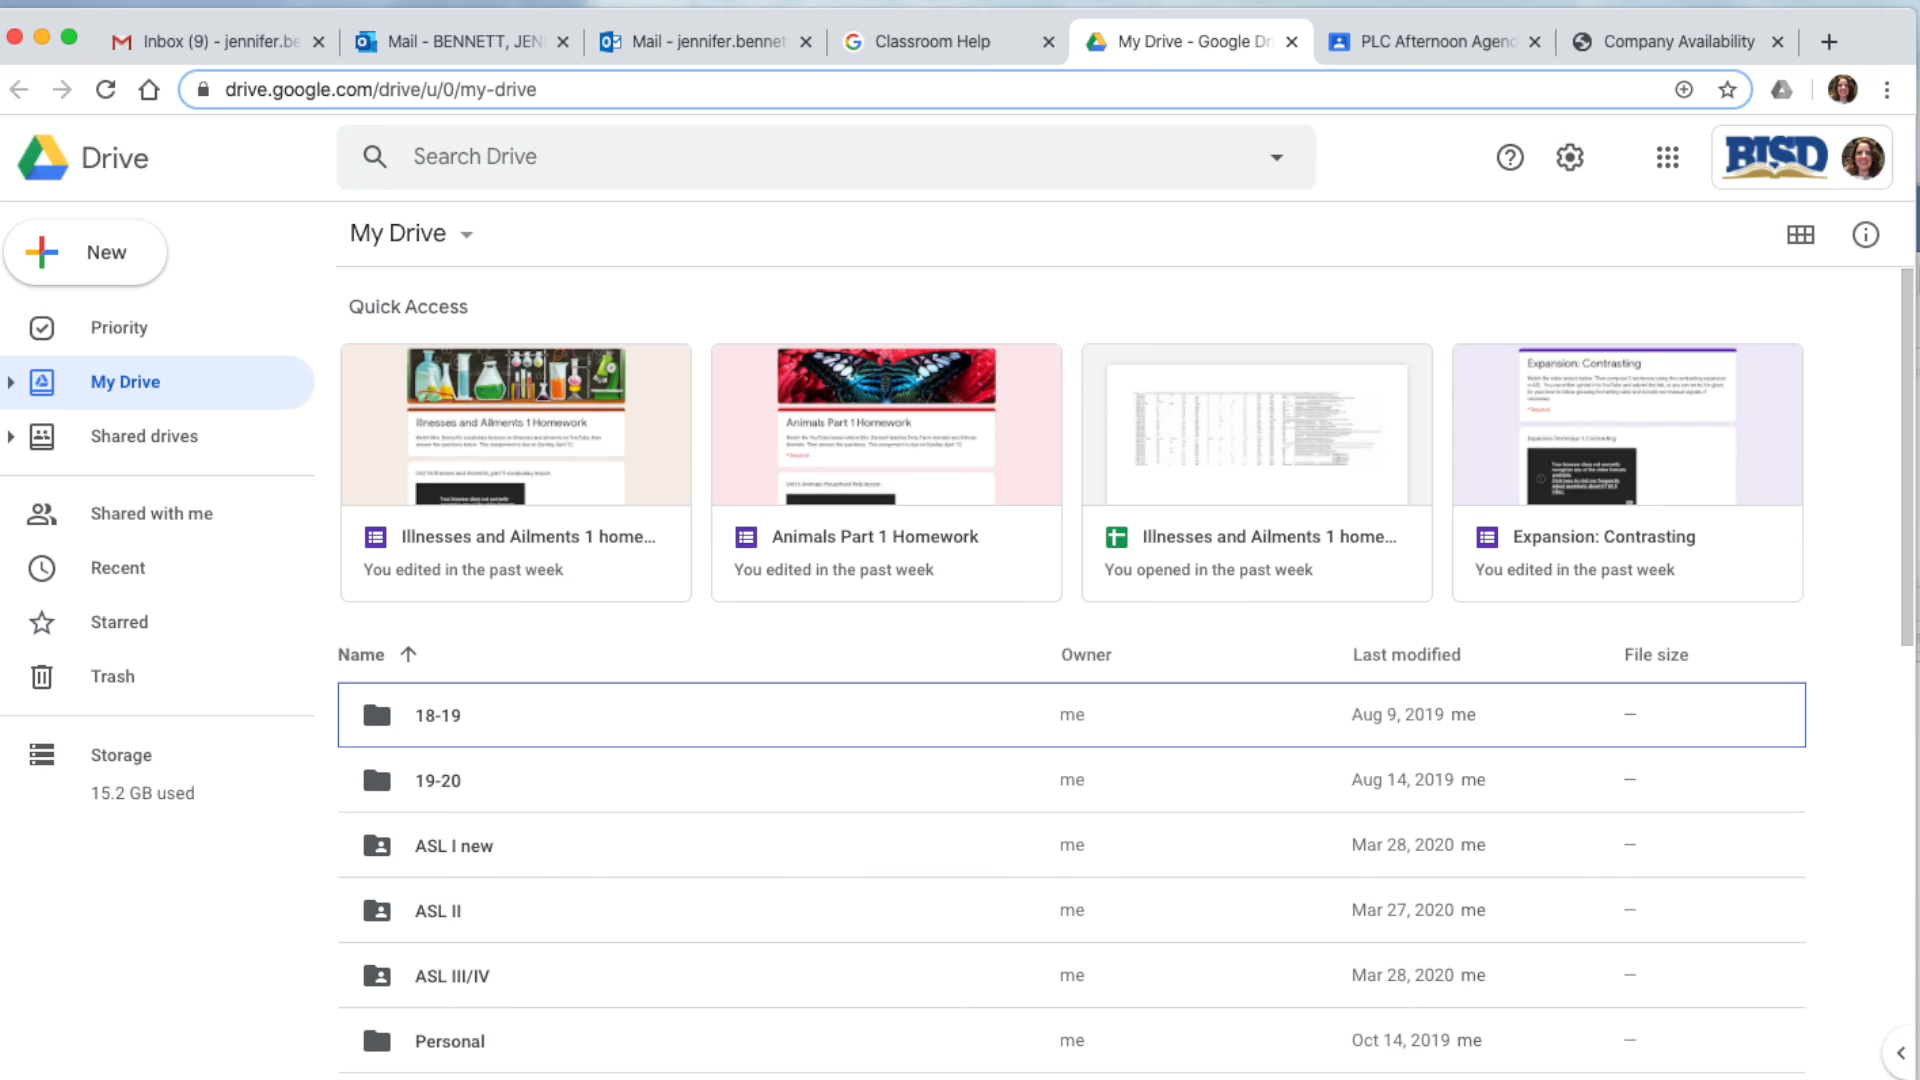 Inbox (9) - jennifer.be
Mail - BENNETT, JEN
Mail - jennifer.bennet
Classroom Help
My Drive - Google Dri
PLC Afternoon Agend
Company Availability
drive.google.com/drive/u/0/my-drive
Drive
Search Drive
BISD
New
My Drive
Quick Access
Priority
My Drive
Shared drives
Shared with me
Recent
Starred
Trash
Storage
15.2 GB used
Illnesses and Ailments 1 Homework
Animals Part 1 Homework
Expansion: Contrasting
Illnesses and Ailments 1 home...
You edited in the past week
Animals Part 1 Homework
You edited in the past week
Illnesses and Ailments 1 home...
You opened in the past week
Expansion: Contrasting
You edited in the past week
Name Owner Last modified File size
18-19 me Aug 9, 2019 me —
19-20 me Aug 14, 2019 me —
ASL I new me Mar 28, 2020 me —
ASL II me Mar 27, 2020 me —
ASL III/IV me Mar 28, 2020 me —
Personal me Oct 14, 2019 me —